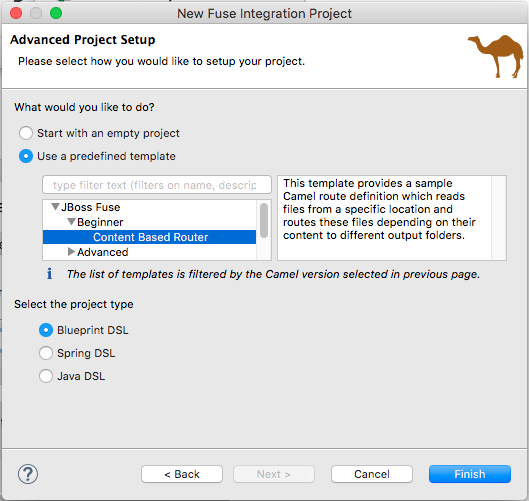 New Fuse Integration Project
Advanced Project Setup
Please select how you would like to setup your project.
What would you like to do?
Start with an empty project
Use a predefined template
type filter text (filters on name, descrip
JBoss Fuse
Beginner
Content Based Router
Advanced
This template provides a sample
Camel route definition which reads
files from a specific location and
routes these files depending on their
content to different output folders.
The list of templates is filtered by the Camel version selected in previous page.
Select the project type
Blueprint DSL
Spring DSL
Java DSL
?
< Back
Next >
Cancel
Finish